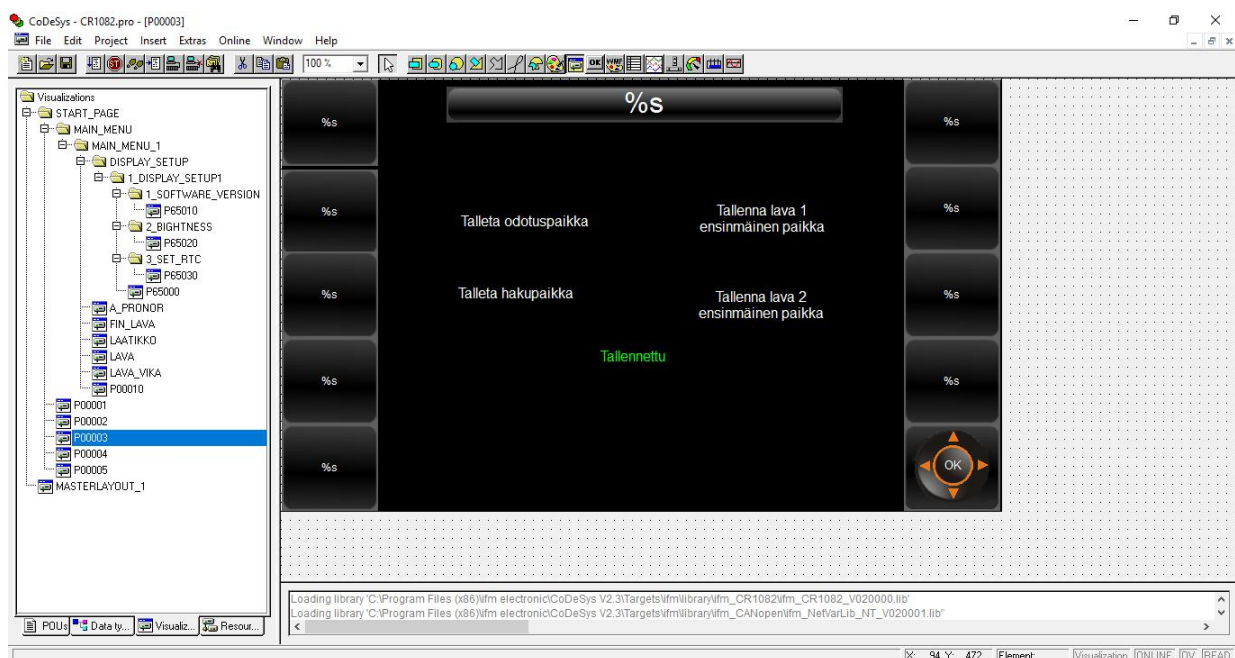 CoDeSys - CR1082.pro - [P00003]
File Edit Project Insert Extras Online Window Help
100 %
OK
Visualizations
START_PAGE
MAIN_MENU
MAIN_MENU_1
DISPLAY_SETUP
1_DISPLAY_SETUP1
1_SOFTWARE_VERSION
P65010
2_BIGHTNESS
P65020
3_SET_RTC
P65030
P65000
A_PRONOR
FIN_LAVA
LAATIKKO
LAVA
LAVA_VIKA
P00010
P00001
P00002
P00003
P00004
P00005
MASTERLAYOUT_1
POUs Data ty... Visualiz... Resour...
%s
%s
%s
%s
%s
%s
Talleta odotuspaikka
Tallenna lava 1
ensinmäinen paikka
Talleta hakupaikka
Tallenna lava 2
ensinmäinen paikka
Tallennettu
%s
%s
%s
%s
OK
Loading library 'C:\Program Files (x86)\ifm electronic\CoDeSys V2.3\Targets\ifm\library\ifm_CR1082\ifm_CR1082_V020000.lib'
Loading library 'C:\Program Files (x86)\ifm electronic\CoDeSys V2.3\Targets\ifm\library\ifm_CANopen\ifm_NetVarLib_NT_V020001.lib"
X: 94 Y: 472 Element: Visualization ONLINE OV READ